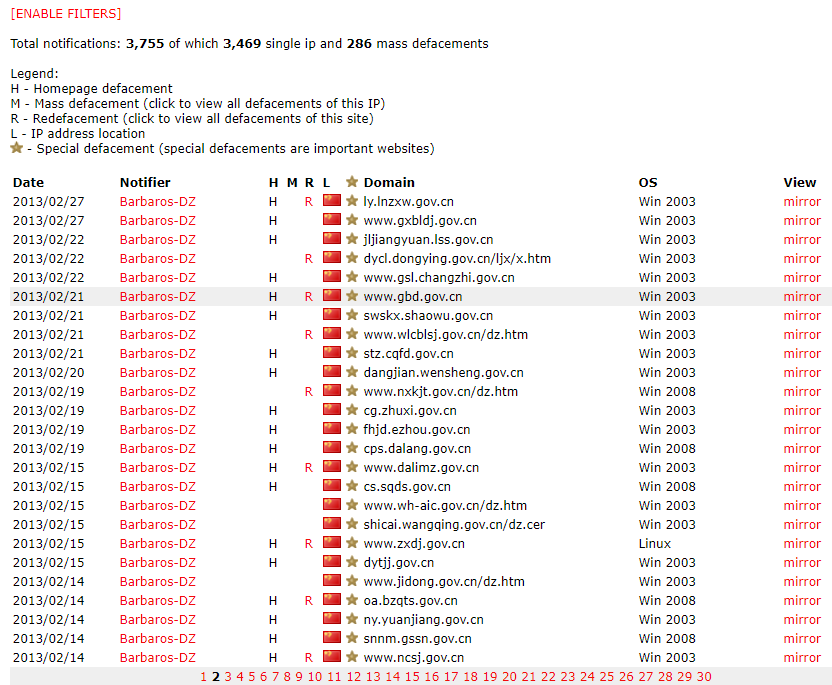 [ENABLE FILTERS]
Total notifications: 3,755 of which 3,469 single ip and 286 mass defacements
Legend:
H - Homepage defacement
M - Mass defacement (click to view all defacements of this IP)
R - Redefacement (click to view all defacements of this site)
L - IP address location
- Special defacement (special defacements are important websites)
Date Notifier H M R L Domain OS View
2013/02/27 Barbaros-DZ H R ly.lnzxw.gov.cn Win 2003 mirror
2013/02/27 Barbaros-DZ H www.gxbldj.gov.cn Win 2003 mirror
2013/02/22 Barbaros-DZ H jljiangyuan.lss.gov.cn Win 2003 mirror
2013/02/22 Barbaros-DZ R dycl.dongying.gov.cn/ljx/x.htm Win 2003 mirror
2013/02/22 Barbaros-DZ H www.gsl.changzhi.gov.cn Win 2003 mirror
2013/02/21 Barbaros-DZ H R www.gbd.gov.cn Win 2003 mirror
2013/02/21 Barbaros-DZ H swskx.shaowu.gov.cn Win 2003 mirror
2013/02/21 Barbaros-DZ R www.wlcblsj.gov.cn/dz.htm Win 2003 mirror
2013/02/21 Barbaros-DZ H stz.cqfd.gov.cn Win 2003 mirror
2013/02/20 Barbaros-DZ H dangjian.wensheng.gov.cn Win 2003 mirror
2013/02/19 Barbaros-DZ R www.nxkjt.gov.cn/dz.htm Win 2008 mirror
2013/02/19 Barbaros-DZ H cg.zhuxi.gov.cn Win 2003 mirror
2013/02/19 Barbaros-DZ H fhjd.ezhou.gov.cn Win 2003 mirror
2013/02/19 Barbaros-DZ H cps.dalang.gov.cn Win 2008 mirror
2013/02/15 Barbaros-DZ H R www.dalimz.gov.cn Win 2003 mirror
2013/02/15 Barbaros-DZ H cs.sqds.gov.cn Win 2008 mirror
2013/02/15 Barbaros-DZ www.wh-aic.gov.cn/dz.htm Win 2003 mirror
2013/02/15 Barbaros-DZ shicai.wangqing.gov.cn/dz.cer Win 2003 mirror
2013/02/15 Barbaros-DZ H R www.zxdj.gov.cn Linux mirror
2013/02/15 Barbaros-DZ H dytjj.gov.cn Win 2003 mirror
2013/02/14 Barbaros-DZ www.jidong.gov.cn/dz.htm Win 2003 mirror
2013/02/14 Barbaros-DZ H R oa.bzqts.gov.cn Win 2008 mirror
2013/02/14 Barbaros-DZ H ny.yuanjiang.gov.cn Win 2003 mirror
2013/02/14 Barbaros-DZ H snnm.gssn.gov.cn Win 2008 mirror
2013/02/14 Barbaros-DZ H R www.ncsj.gov.cn Win 2003 mirror
1 2 3 4 5 6 7 8 9 10 11 12 13 14 15 16 17 18 19 20 21 22 23 24 25 26 27 28 29 30